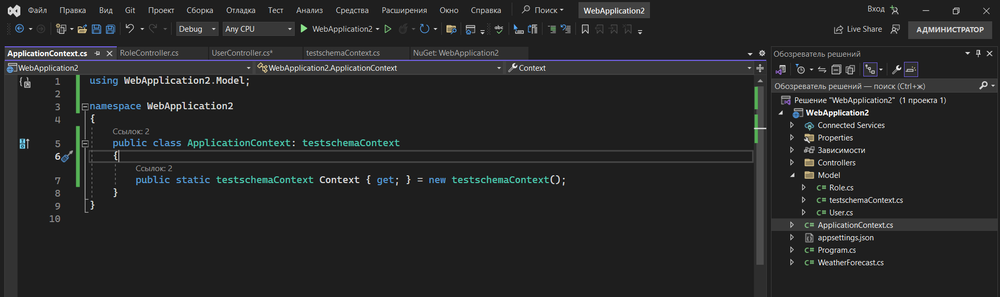 Файл Правка Вид Git Проект Сборка Отладка Тест Анализ Средства Расширения Окно Справка Поиск WebApplication2 Вход
Debug Any CPU WebApplication2 abc Live Share АДМИНИСТРАТОР
ApplicationContext.cs RoleController.cs UserController.cs* testschemaContext.cs NuGet: WebApplication2
WebApplication2 WebApplication2.ApplicationContext Context
1 using WebApplication2.Model;
2
3 namespace WebApplication2
4 {
Ссылок: 2
5 public class ApplicationContext: testschemaContext
6 {
Ссылок: 2
7 public static testschemaContext Context { get; } = new testschemaContext();
8 }
9 }
10
Обозреватель решений
Обозреватель решений — поиск (Ctrl+ж)
Решение "WebApplication2" (1 проекта 1)
WebApplication2
Connected Services
Properties
Зависимости
Controllers
Model
C# Role.cs
C# testschemaContext.cs
C# User.cs
C# ApplicationContext.cs
appsettings.json
C# Program.cs
C# WeatherForecast.cs